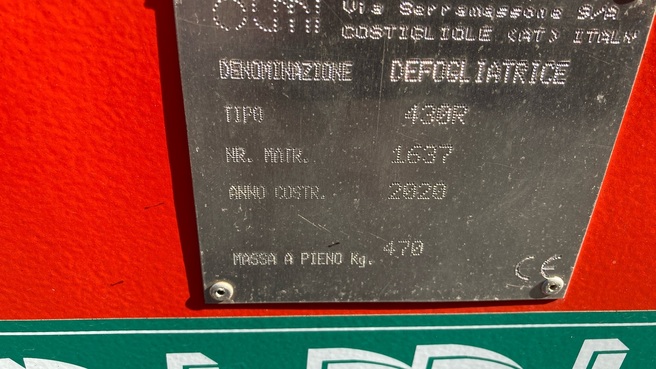 Via Serramassone S/A
COSTIGLIOLE (AT) ITALY
DENOMINAZIONE DEFOGLIATRICE
TIPO 430R
NR. MATR. 1637
ANNO COSTR. 2020
MASSA A PIENO Kg. 470
CE